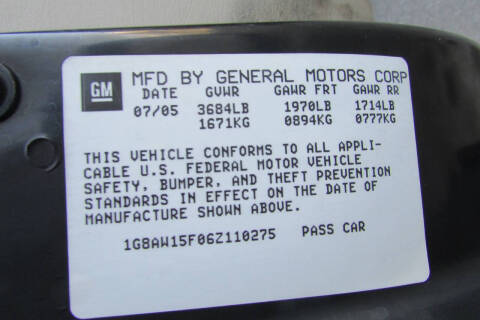 GM MFD BY GENERAL MOTORS CORP
DATE GVWR GAWR FRT GAWR RR
07/05 3684LB 1970LB 1714LB
1671KG 0894KG 0777KG
THIS VEHICLE CONFORMS TO ALL APPLI-
CABLE U.S. FEDERAL MOTOR VEHICLE
SAFETY, BUMPER, AND THEFT PREVENTION
STANDARDS IN EFFECT ON THE DATE OF
MANUFACTURE SHOWN ABOVE.
1G8AW15F06Z110275 PASS CAR